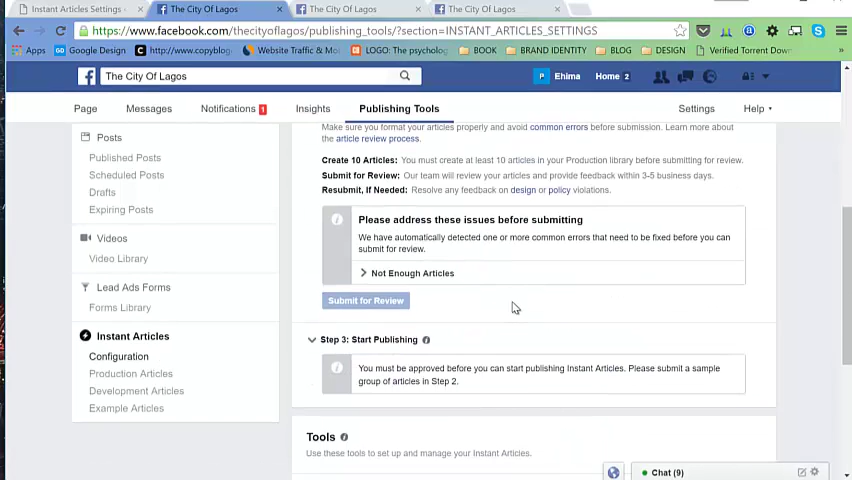 Instant Articles Settings
The City of Lagos
The City Of Lagos
The City Of Lagos
https://www.facebook.com/thecityoflagos/publishing_tools/?section=INSTANT_ARTICLES_SETTINGS
Apps
Google Design
http://www.copyblog
Website Traffic & Mo
LOGO: The psycholog
BOOK
BRAND IDENTITY
BLOG
DESIGN
Verified Torrent Down
The City Of Lagos
Ehima
Home 2
Page
Messages
Notifications 1
Insights
Publishing Tools
Settings
Help
Posts
Published Posts
Scheduled Posts
Drafts
Expiring Posts
Videos
Video Library
Lead Ads Forms
Forms Library
Instant Articles
Configuration
Production Articles
Development Articles
Example Articles
Make sure you format your articles properly and avoid common errors before submission. Learn more about
the article review process.
Create 10 Articles: You must create at least 10 articles in your Production library before submitting for review.
Submit for Review: Our team will review your articles and provide feedback within 3-5 business days.
Resubmit, If Needed: Resolve any feedback on design or policy violations.
Please address these issues before submitting
We have automatically detected one or more common errors that need to be fixed before you can
submit for review.
Not Enough Articles
Submit for Review
Step 3: Start Publishing
You must be approved before you can start publishing Instant Articles. Please submit a sample
group of articles in Step 2.
Tools
Use these tools to set up and manage your Instant Articles.
Chat (9)